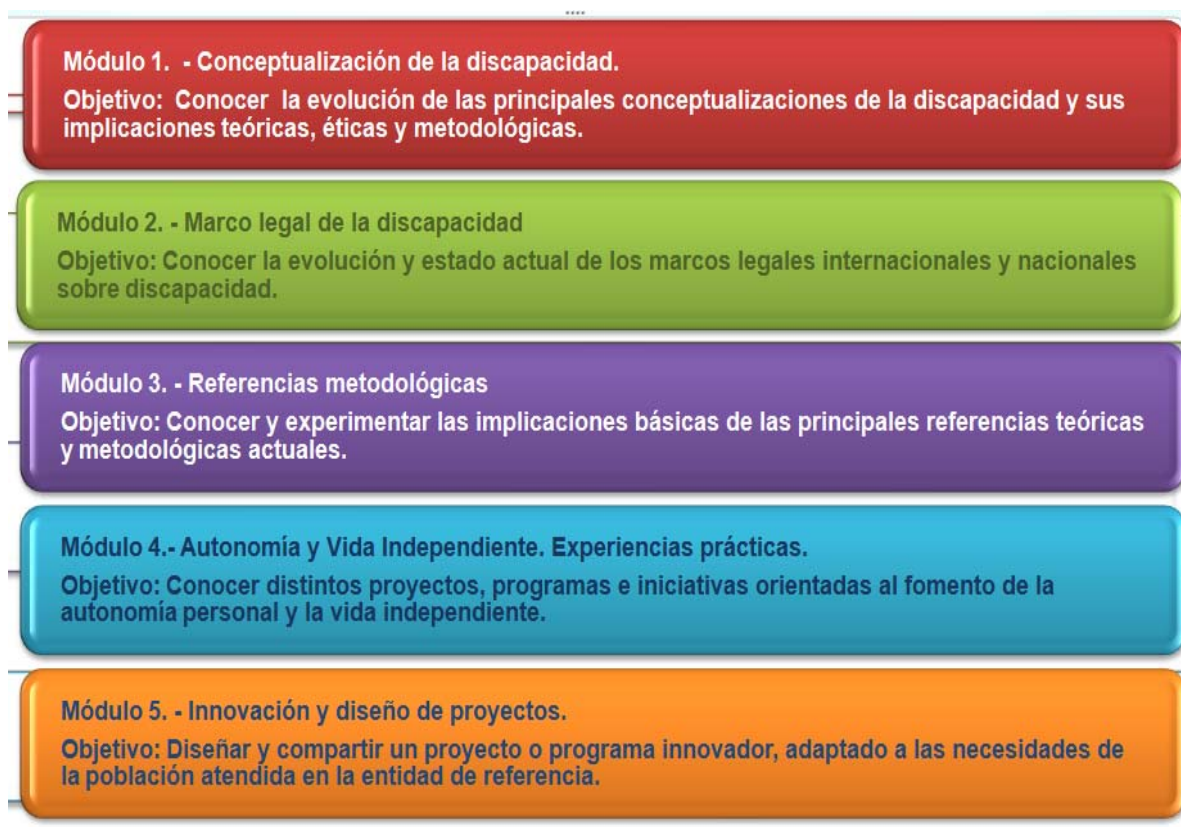 Módulo 1.  - Conceptualización de la discapacidad.
Objetivo:  Conocer  la evolución de las principales conceptualizaciones de la discapacidad y sus
implicaciones teóricas, éticas y metodológicas.
Módulo 2. - Marco legal de la discapacidad
Objetivo: Conocer la evolución y estado actual de los marcos legales internacionales y nacionales
sobre discapacidad.
Módulo 3. - Referencias metodológicas
Objetivo: Conocer y experimentar las implicaciones básicas de las principales referencias teóricas
y metodológicas actuales.
Módulo 4.- Autonomía y Vida Independiente. Experiencias prácticas.
Objetivo: Conocer distintos proyectos, programas e iniciativas orientadas al fomento de la
autonomía personal y la vida independiente.
Módulo 5. - Innovación y diseño de proyectos.
Objetivo: Diseñar y compartir un proyecto o programa innovador, adaptado a las necesidades de
la población atendida en la entidad de referencia.